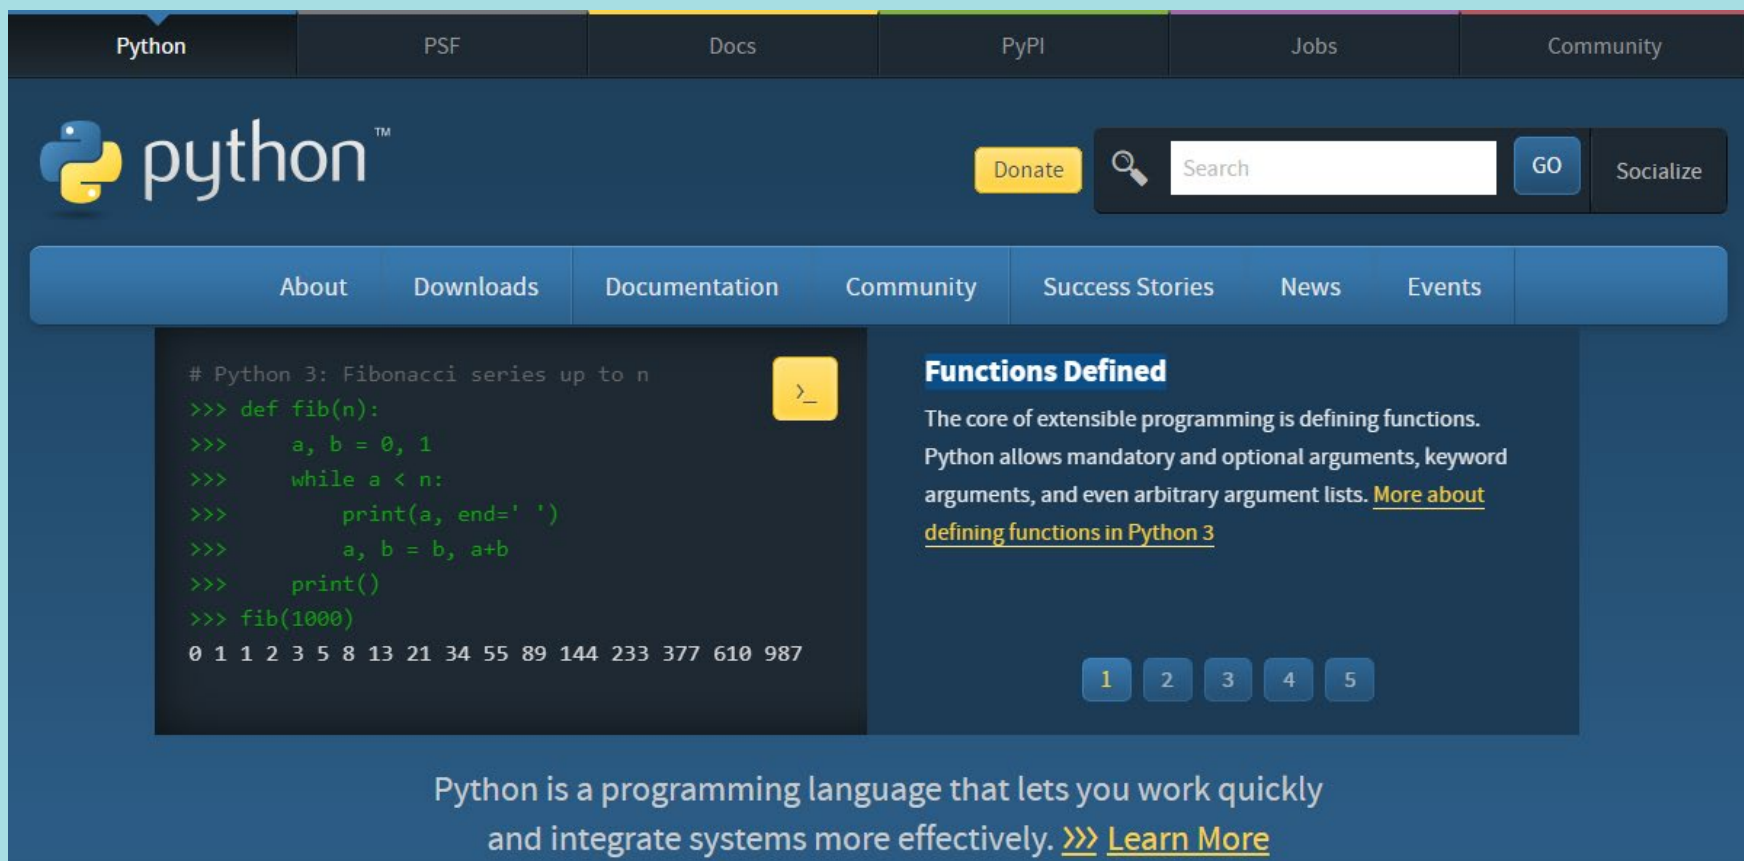 Python PSF Docs PyPI Jobs Community
python™
Donate Search GO Socialize
About Downloads Documentation Community Success Stories News Events
# Python 3: Fibonacci series up to n
>>> def fib(n):
>>>     a, b = 0, 1
>>>     while a < n:
>>>         print(a, end=' ')
>>>         a, b = b, a+b
>>>     print()
>>> fib(1000)
0 1 1 2 3 5 8 13 21 34 55 89 144 233 377 610 987
>_
Functions Defined
The core of extensible programming is defining functions.
Python allows mandatory and optional arguments, keyword
arguments, and even arbitrary argument lists. More about
defining functions in Python 3
1 2 3 4 5
Python is a programming language that lets you work quickly
and integrate systems more effectively. >>> Learn More